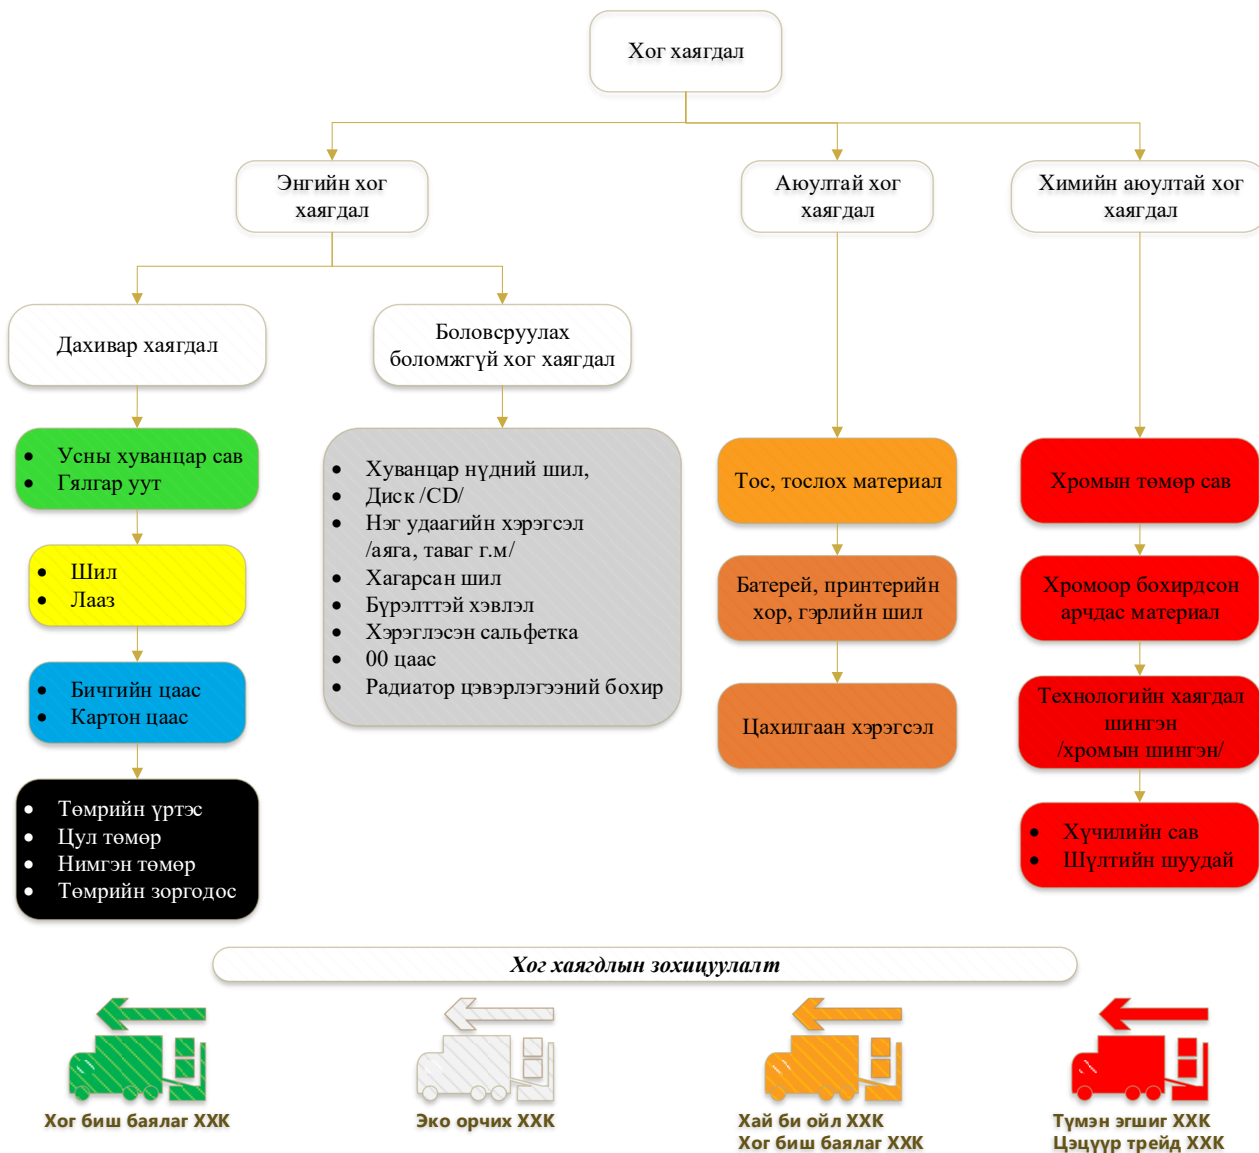 Хог хаягдал
Энгийн хог
хаягдал
Аюултай хог
хаягдал
Химийн аюултай хог
хаягдал
Дахивар хаягдал
Боловсруулах
боломжгүй хог хаягдал
• Усны хуванцар сав
• Гялгар уут
• Шил
• Лааз
• Бичгийн цаас
• Картон цаас
• Төмрийн үртэс
• Цул төмөр
• Нимгэн төмөр
• Төмрийн зоргодос
• Хуванцар нүдний шил,
• Диск /CD/
• Нэг удаагийн хэрэгсэл
/аяга, таваг г.м/
• Хагарсан шил
• Бүрэлттэй хэвлэл
• Хэрэглэсэн сальфетка
• 00 цаас
• Радиатор цэвэрлэгээний бохир
Тос, тослох материал
Батерей, принтерийн
хор, гэрлийн шил
Цахилгаан хэрэгсэл
Хромын төмөр сав
Хромоор бохирдсон
арчдас материал
Технологийн хаягдал
шингэн
/хромын шингэн/
• Хүчилийн сав
• Шүлтийн шуудай
Хог хаягдлын зохицуулалт
Хог биш баялаг ХХК
Эко орчих ХХК
Хай би ойл ХХК
Хог биш баялаг ХХК
Түмэн эгшиг ХХК
Цэцүүр трейд ХХК